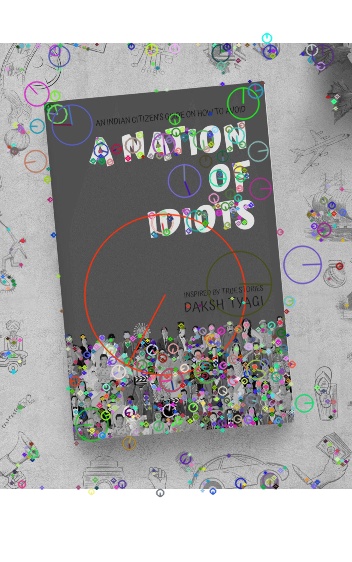 AN INDIAN CITIZEN'S GUIDE ON HOW TO AVOID
A NATION
OF
IDIOTS
INSPIRED BY TRUE STORIES
DAKSH TYAGI